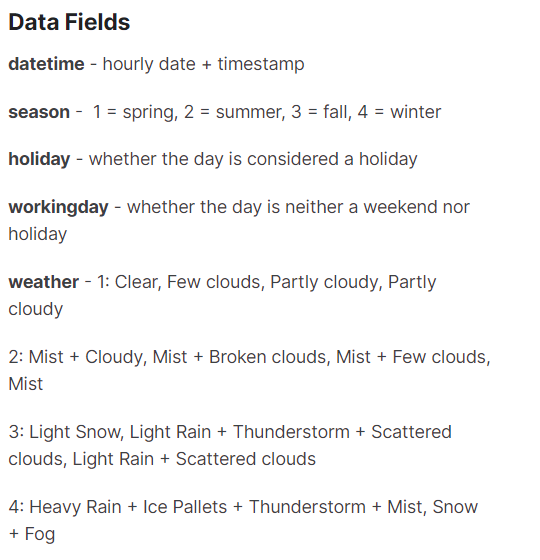 Data Fields
datetime - hourly date + timestamp
season -  1 = spring, 2 = summer, 3 = fall, 4 = winter
holiday - whether the day is considered a holiday
workingday - whether the day is neither a weekend nor
holiday
weather - 1: Clear, Few clouds, Partly cloudy, Partly
cloudy
2: Mist + Cloudy, Mist + Broken clouds, Mist + Few clouds,
Mist
3: Light Snow, Light Rain + Thunderstorm + Scattered
clouds, Light Rain + Scattered clouds
4: Heavy Rain + Ice Pallets + Thunderstorm + Mist, Snow
+ Fog